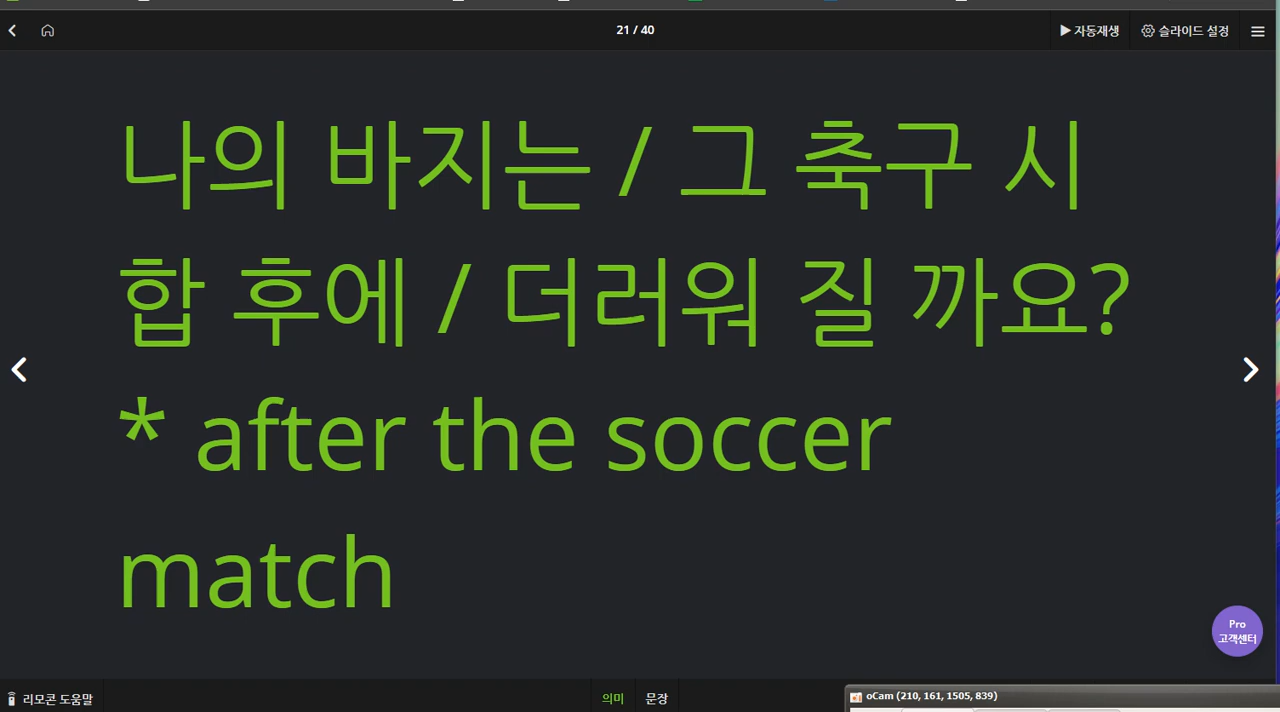 21 / 40
자동재생
슬라이드 설정
나의 바지는 / 그 축구 시
합 후에 / 더러워 질 까요?
* after the soccer
match
Pro
고객센터
리모콘 도움말
의미
문장
oCam (210, 161, 1505, 839)